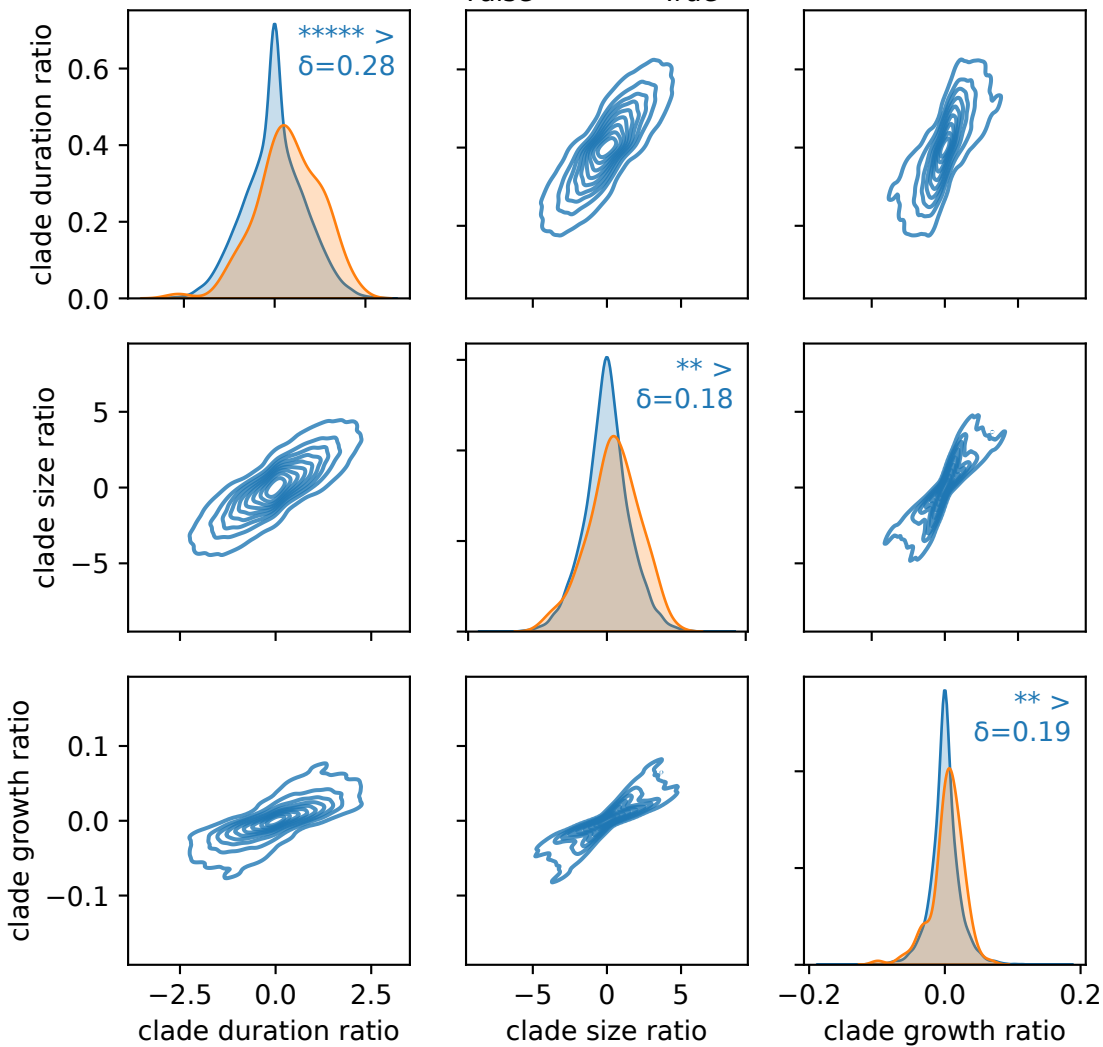 ***** >
δ=0.28
clade duration ratio
0.6
0.4
0.2
0.0
** >
δ=0.18
clade size ratio
5
0
−5
** >
δ=0.19
clade growth ratio
0.1
0.0
−0.1
−2.5 0.0 2.5
−5 0 5
−0.2 0.0 0.2
clade duration ratio
clade size ratio
clade growth ratio